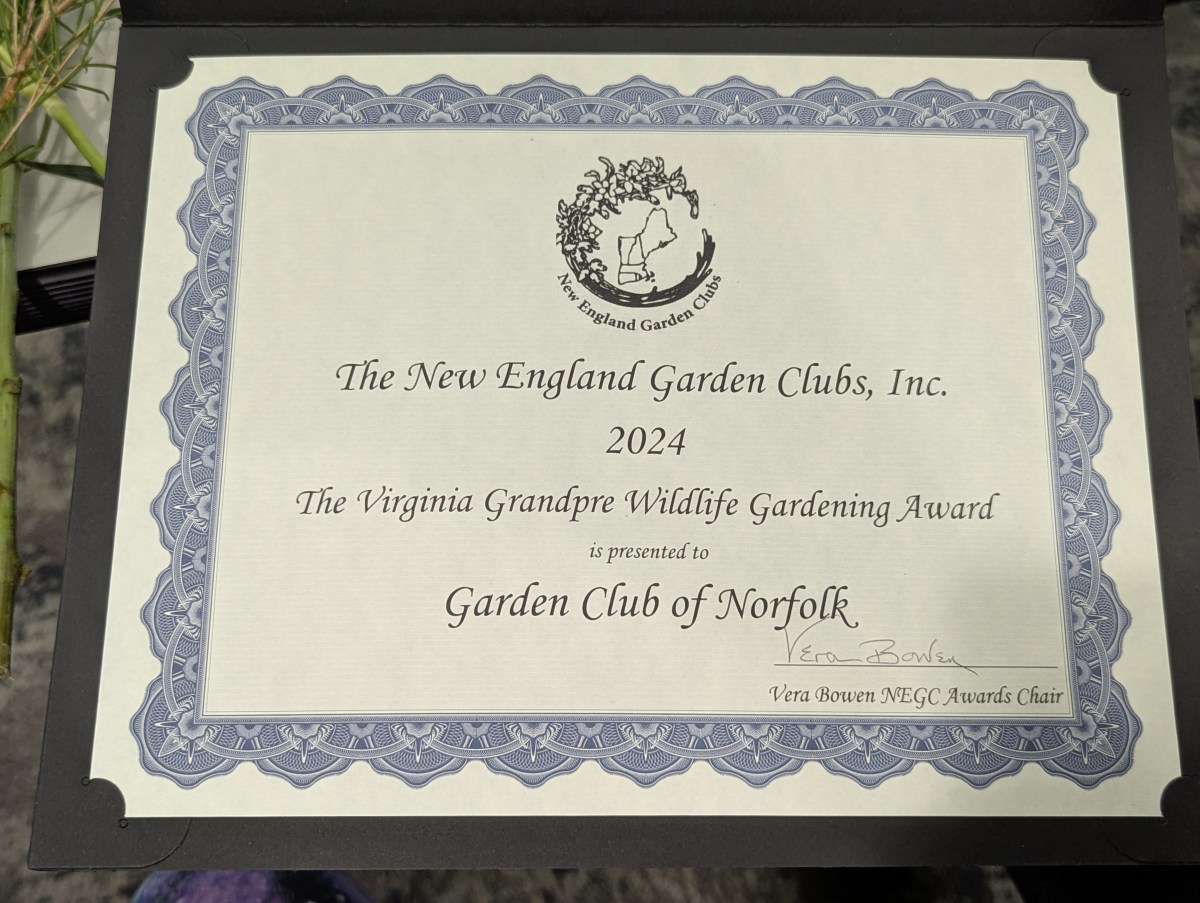 New England Garden Clubs
The New England Garden Clubs, Inc.
2024
The Virginia Grandpre Wildlife Gardening Award
is presented to
Garden Club of Norfolk
Vera Bowen
Vera Bowen NEGC Awards Chair